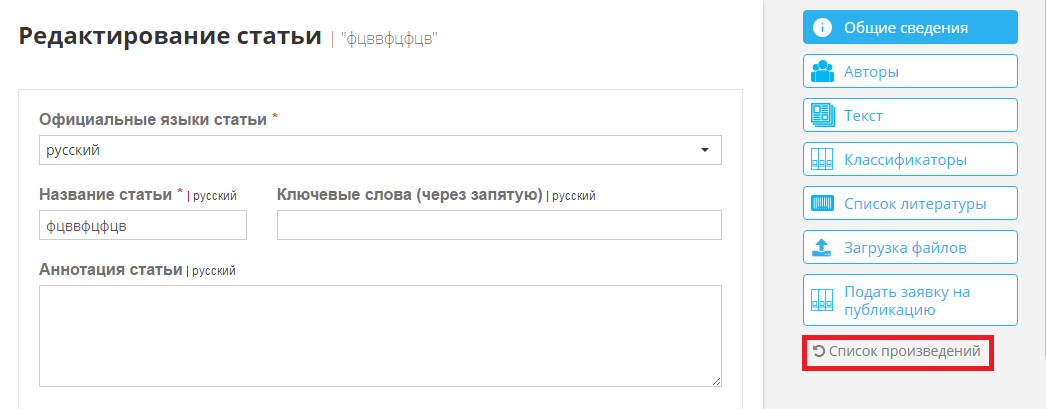 Редактирование статьи | "фцввфцфцв"
Официальные языки статьи *
русский
Название статьи * | русский
фцввфцфцв
Ключевые слова (через запятую) | русский
Аннотация статьи | русский
Общие сведения
Авторы
Текст
Классификаторы
Список литературы
Загрузка файлов
Подать заявку на
публикацию
Список произведений